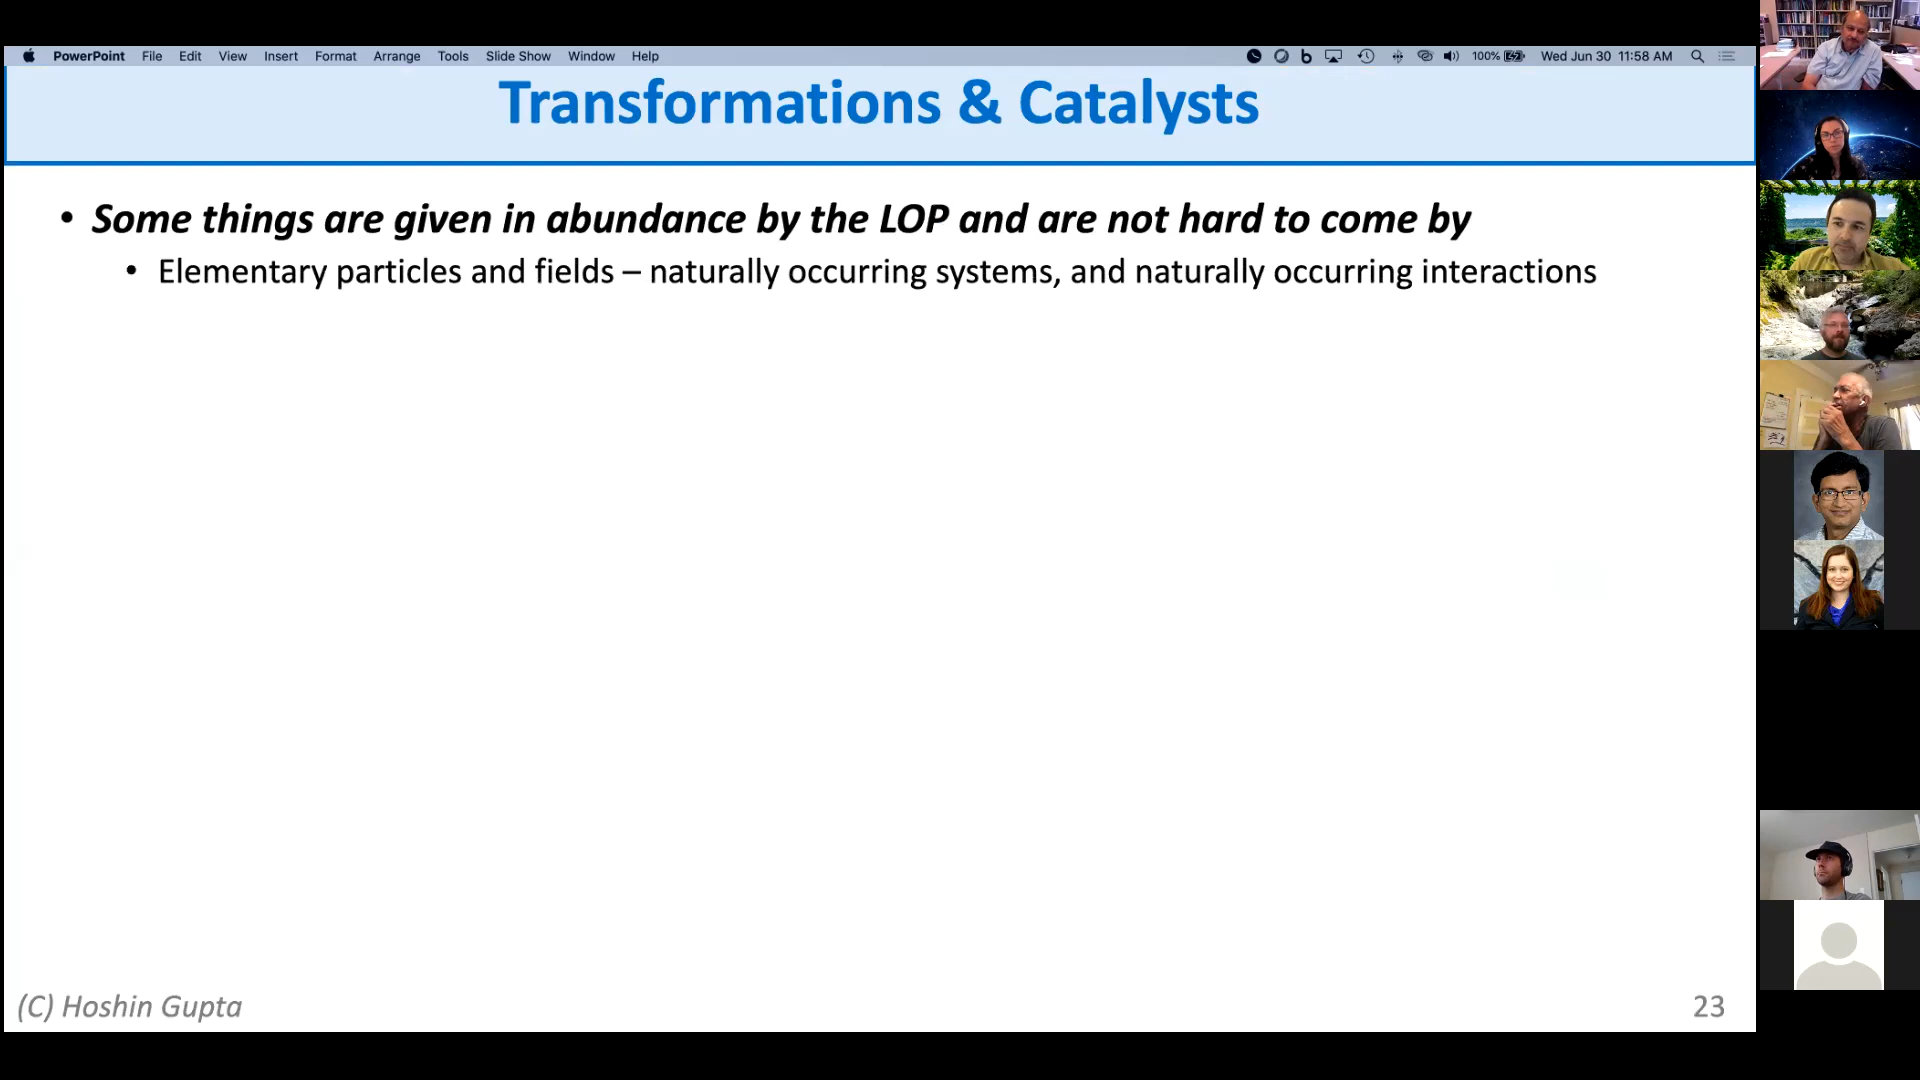 PowerPoint File Edit View Insert Format Arrange Tools Slide Show Window Help 100% Wed Jun 30 11:58 AM
Transformations & Catalysts
• Some things are given in abundance by the LOP and are not hard to come by
• Elementary particles and fields – naturally occurring systems, and naturally occurring interactions
(C) Hoshin Gupta
23